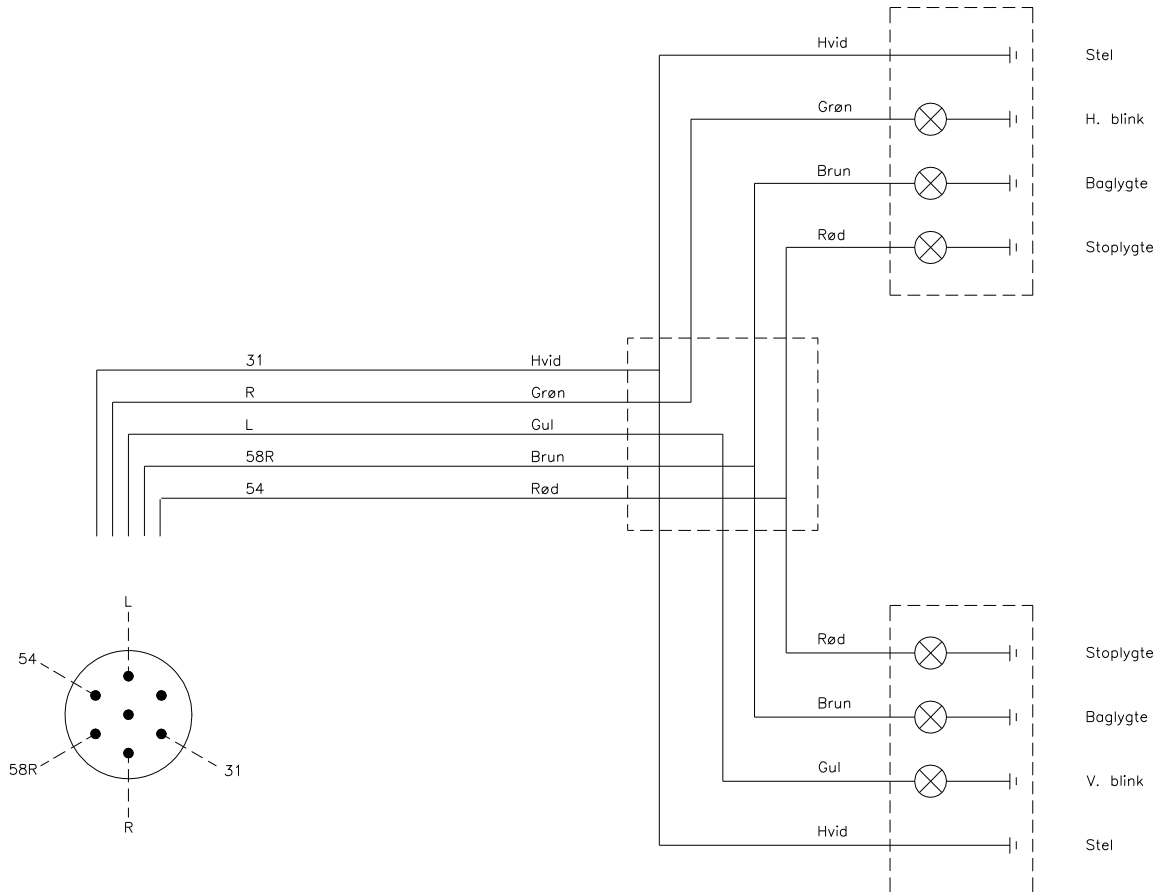 Hvid Stel
Grøn H. blink
Brun Baglygte
Rød Stoplygte
31 Hvid
R Grøn
L Gul
58R Brun
54 Rød
L
54
58R
31
R
Rød Stoplygte
Brun Baglygte
Gul V. blink
Hvid Stel